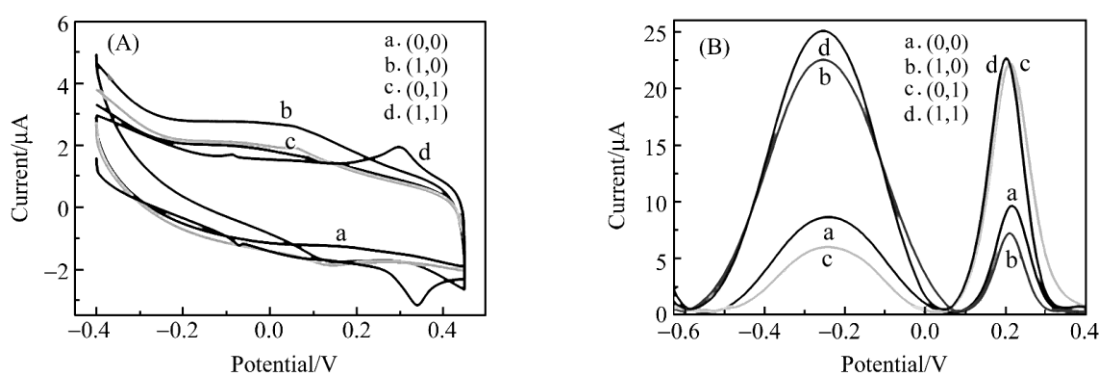 (A)
a. (0,0)
b. (1,0)
c. (0,1)
d. (1,1)
b
c
d
a
6
4
2
0
−2
−0.4
−0.2
0.0
0.2
0.4
Current/μA
Potential/V
(B)
a. (0,0)
b. (1,0)
c. (0,1)
d. (1,1)
d
b
a
c
d
c
a
b
25
20
15
10
5
0
−0.6
−0.4
−0.2
0.0
0.2
0.4
Current/μA
Potential/V